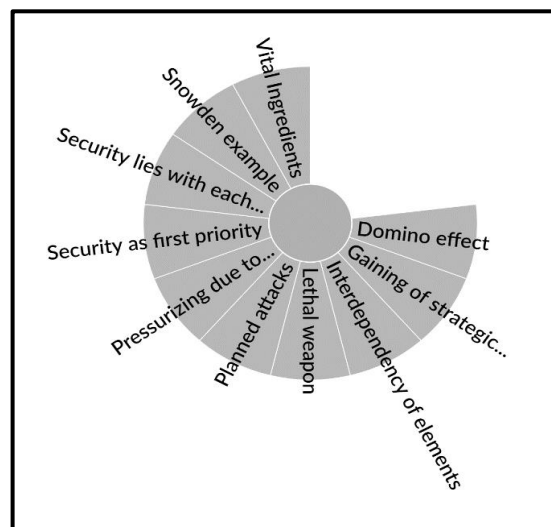 Vital Ingredients
Snowden example
Security lies with each...
Security as first priority
Pressurizing due to...
Planned attacks
Lethal weapon
Interdependency of elements
Gaining of strategic...
Domino effect